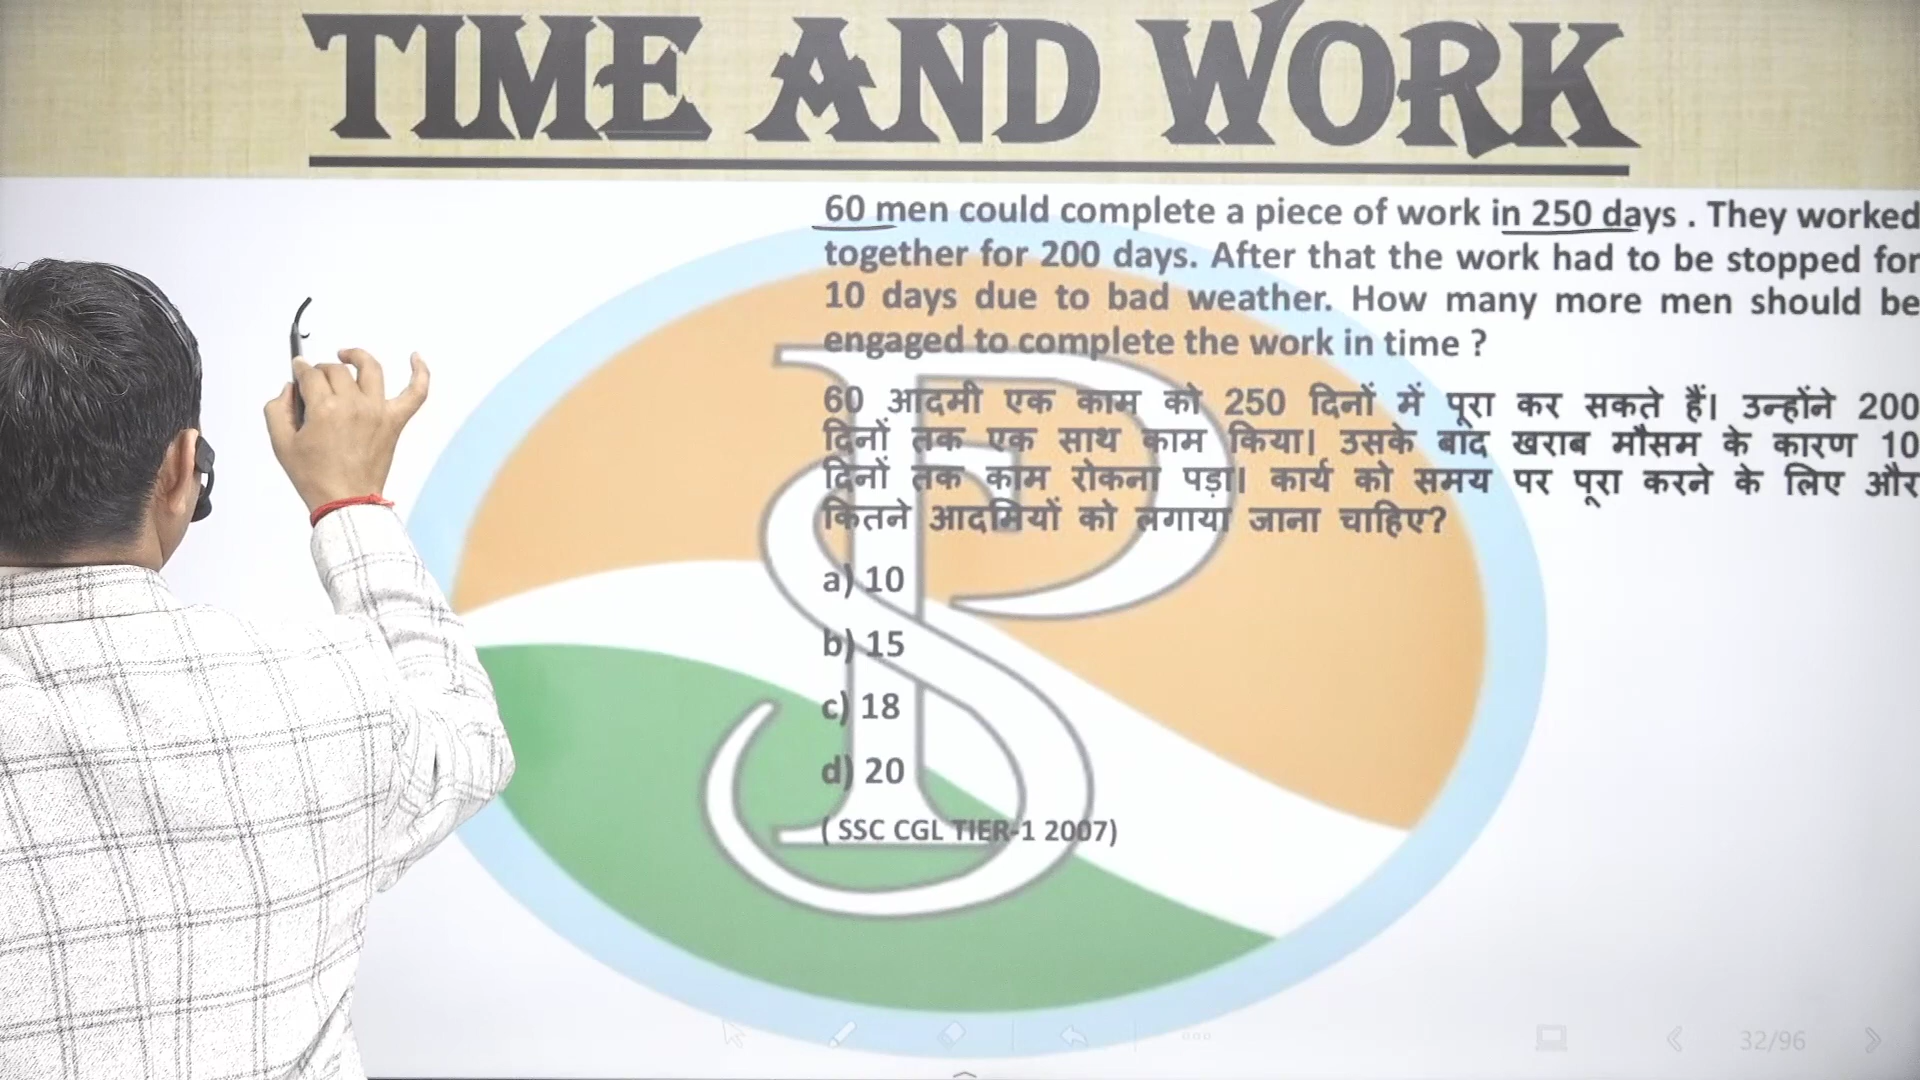 TIME AND WORK
60 men could complete a piece of work in 250 days . They worked
together for 200 days. After that the work had to be stopped for
10 days due to bad weather. How many more men should be
engaged to complete the work in time ?
60 आदमी एक काम को 250 दिनों में पूरा कर सकते हैं। उन्होंने 200
दिनों तक एक साथ काम किया। उसके बाद खराब मौसम के कारण 10
दिनों तक काम रोकना पड़ा। कार्य को समय पर पूरा करने के लिए और
कितने आदमियों को लगाया जाना चाहिए?
a) 10
b) 15
c) 18
d) 20
( SSC CGL TIER-1 2007)
32/96